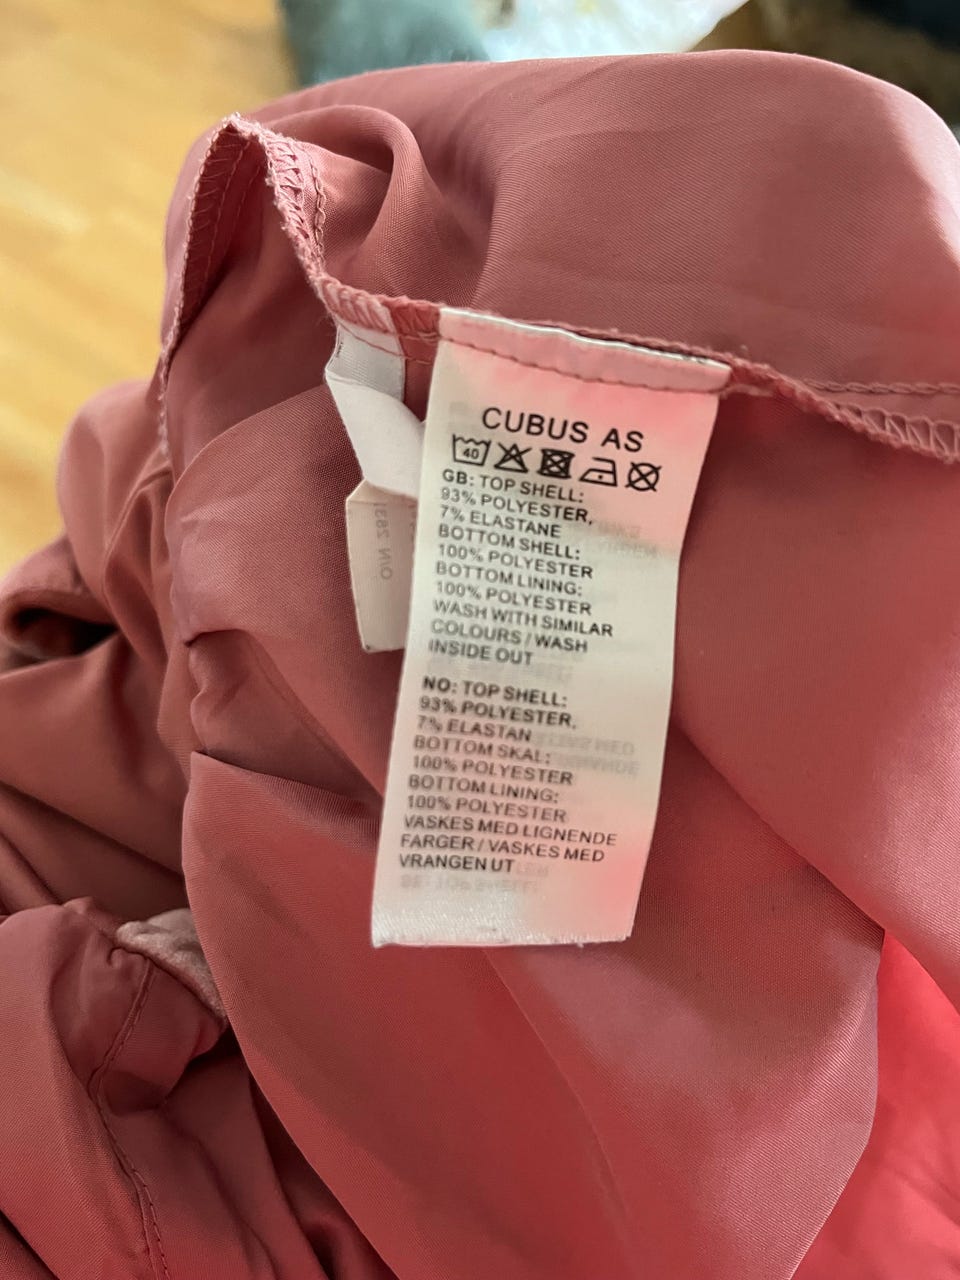 CUBUS AS
40
GB: TOP SHELL:
93% POLYESTER,
7% ELASTANE
BOTTOM SHELL:
100% POLYESTER
BOTTOM LINING:
100% POLYESTER
WASH WITH SIMILAR
COLOURS / WASH
INSIDE OUT
NO: TOP SHELL:
93% POLYESTER,
7% ELASTAN
BOTTOM SKAL:
100% POLYESTER
BOTTOM LINING:
100% POLYESTER
VASKES MED LIGNENDE
FARGER / VASKES MED
VRANGEN UT